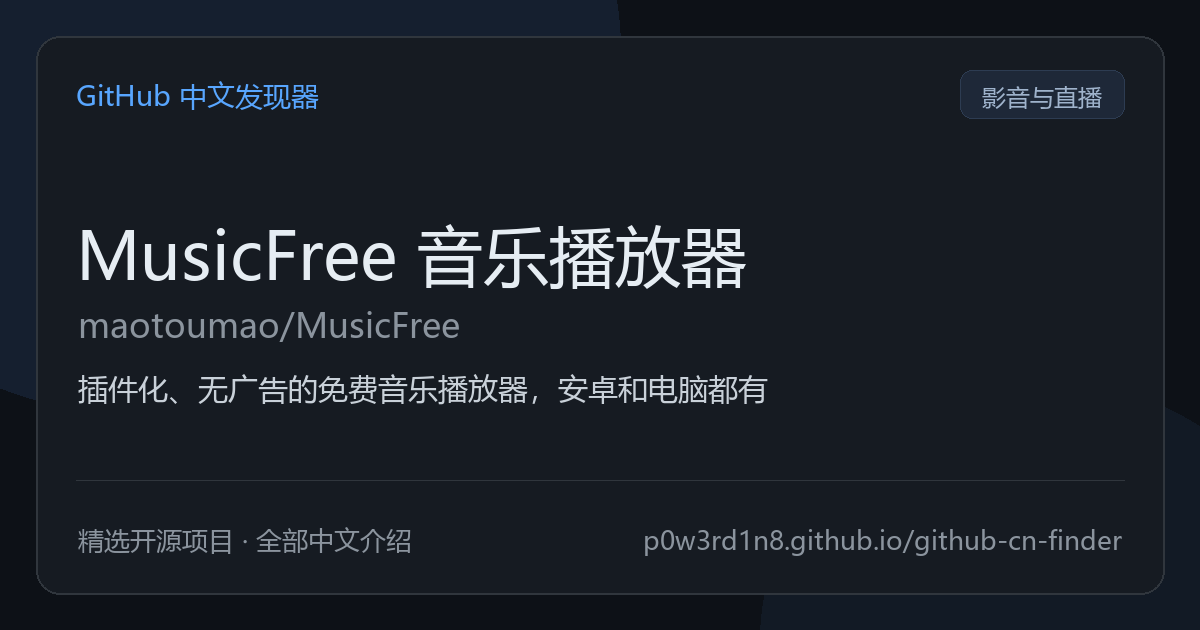 GitHub 中文发现器
影音与直播
MusicFree 音乐播放器
maotoumao/MusicFree
插件化、无广告的免费音乐播放器，安卓和电脑都有
精选开源项目 · 全部中文介绍
p0w3rd1n8.github.io/github-cn-finder